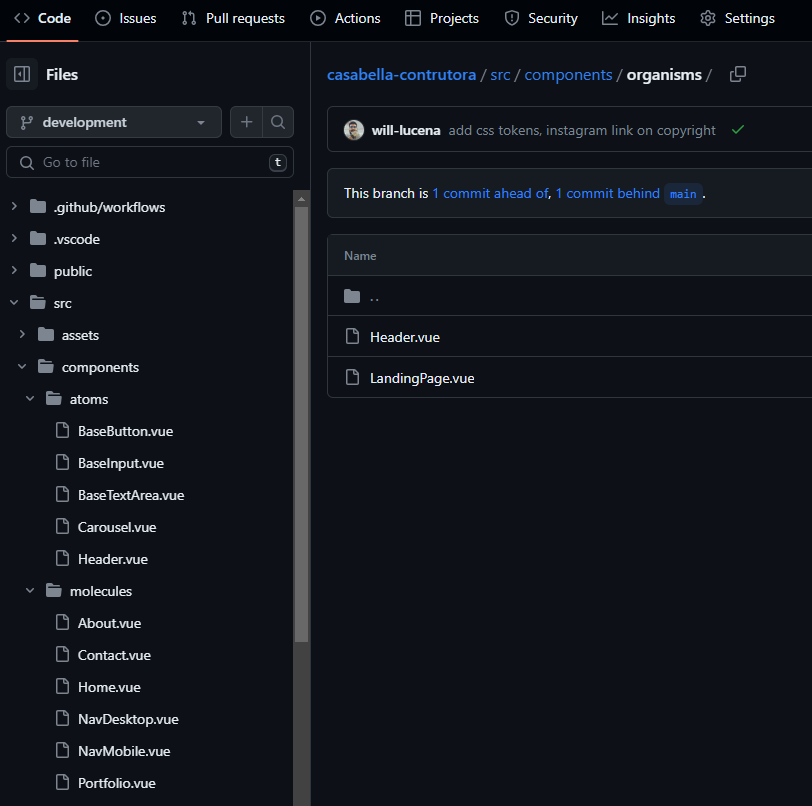 Code Issues Pull requests Actions Projects Security Insights Settings
Files
development
Go to file t
.github/workflows
.vscode
public
src
assets
components
atoms
BaseButton.vue
BaseInput.vue
BaseTextArea.vue
Carousel.vue
Header.vue
molecules
About.vue
Contact.vue
Home.vue
NavDesktop.vue
NavMobile.vue
Portfolio.vue
casabella-contrutora / src / components / organisms /
will-lucena add css tokens, instagram link on copyright
This branch is 1 commit ahead of, 1 commit behind main.
Name
..
Header.vue
LandingPage.vue